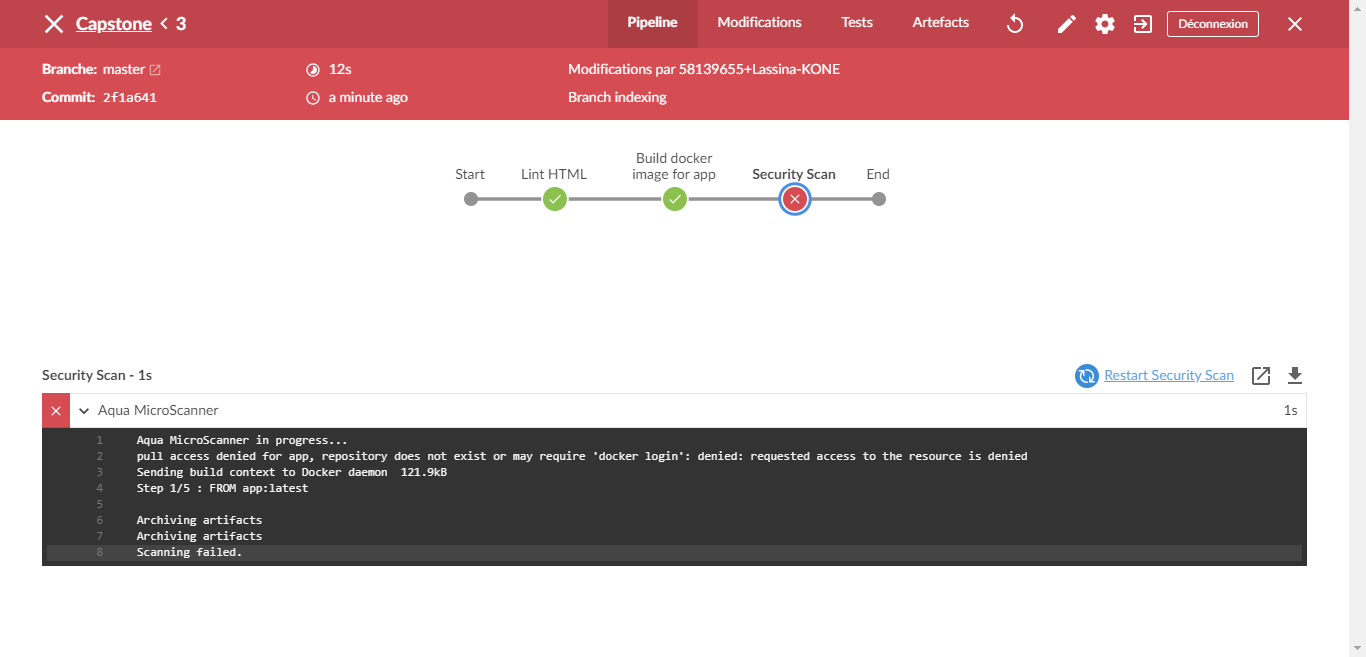 Capstone < 3
Pipeline Modifications Tests Artefacts Déconnexion
Branche: master 12s Modifications par 58139655+Lassina-KONE
Commit: 2f1a641 a minute ago Branch indexing
Start Lint HTML Build docker
image for app Security Scan End
Security Scan - 1s Restart Security Scan
Aqua MicroScanner 1s
1 Aqua MicroScanner in progress...
2 pull access denied for app, repository does not exist or may require 'docker login': denied: requested access to the resource is denied
3 Sending build context to Docker daemon  121.9kB
4 Step 1/5 : FROM app:latest
5
6 Archiving artifacts
7 Archiving artifacts
8 Scanning failed.